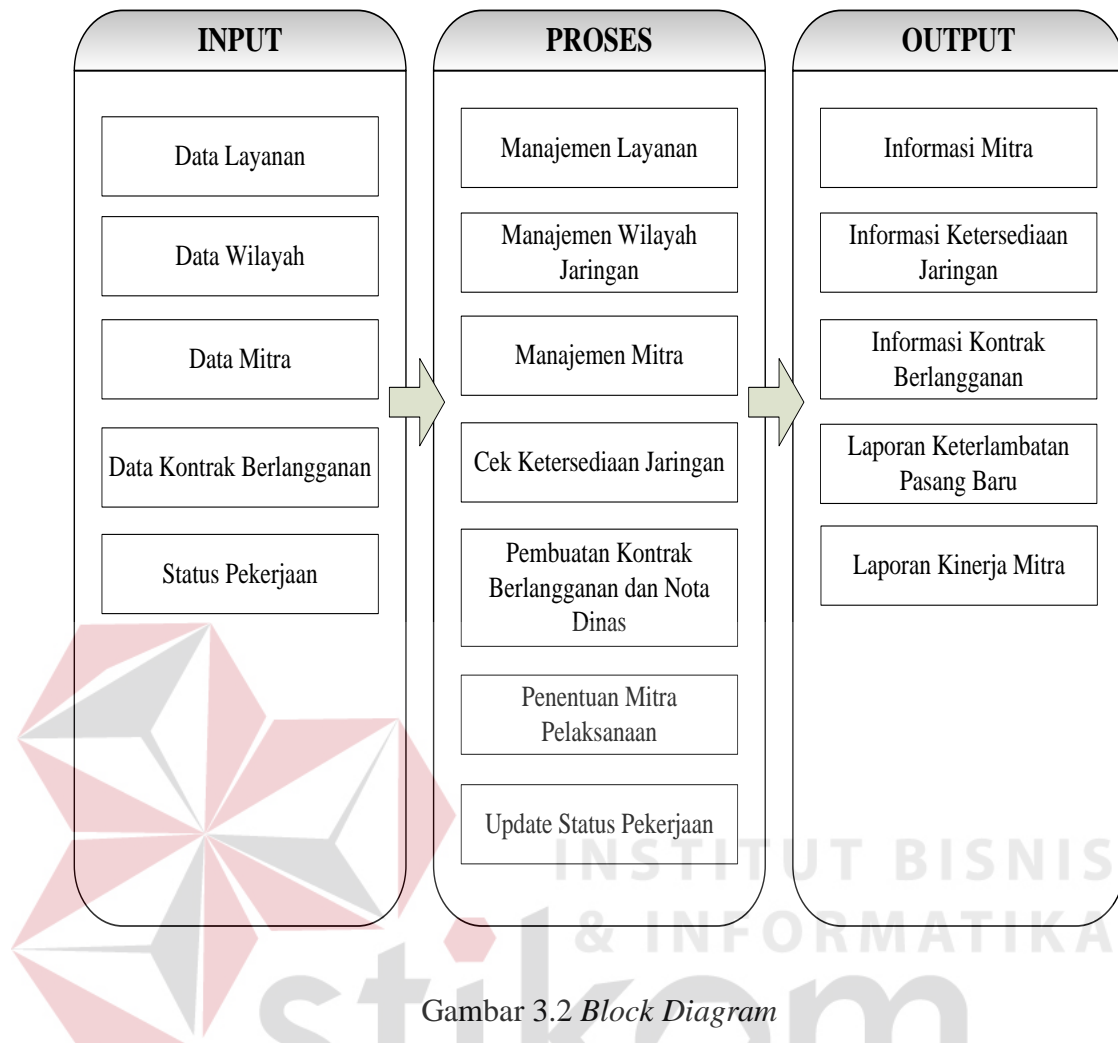 INPUT
Data Layanan
Data Wilayah
Data Mitra
Data Kontrak Berlangganan
Status Pekerjaan
PROSES
Manajemen Layanan
Manajemen Wilayah
Jaringan
Manajemen Mitra
Cek Ketersediaan Jaringan
Pembuatan Kontrak
Berlangganan dan Nota
Dinas
Penentuan Mitra
Pelaksanaan
Update Status Pekerjaan
OUTPUT
Informasi Mitra
Informasi Ketersediaan
Jaringan
Informasi Kontrak
Berlangganan
Laporan Keterlambatan
Pasang Baru
Laporan Kinerja Mitra
INSTITUT BISNIS
& INFORMATIKA
stikom
Gambar 3.2 Block Diagram